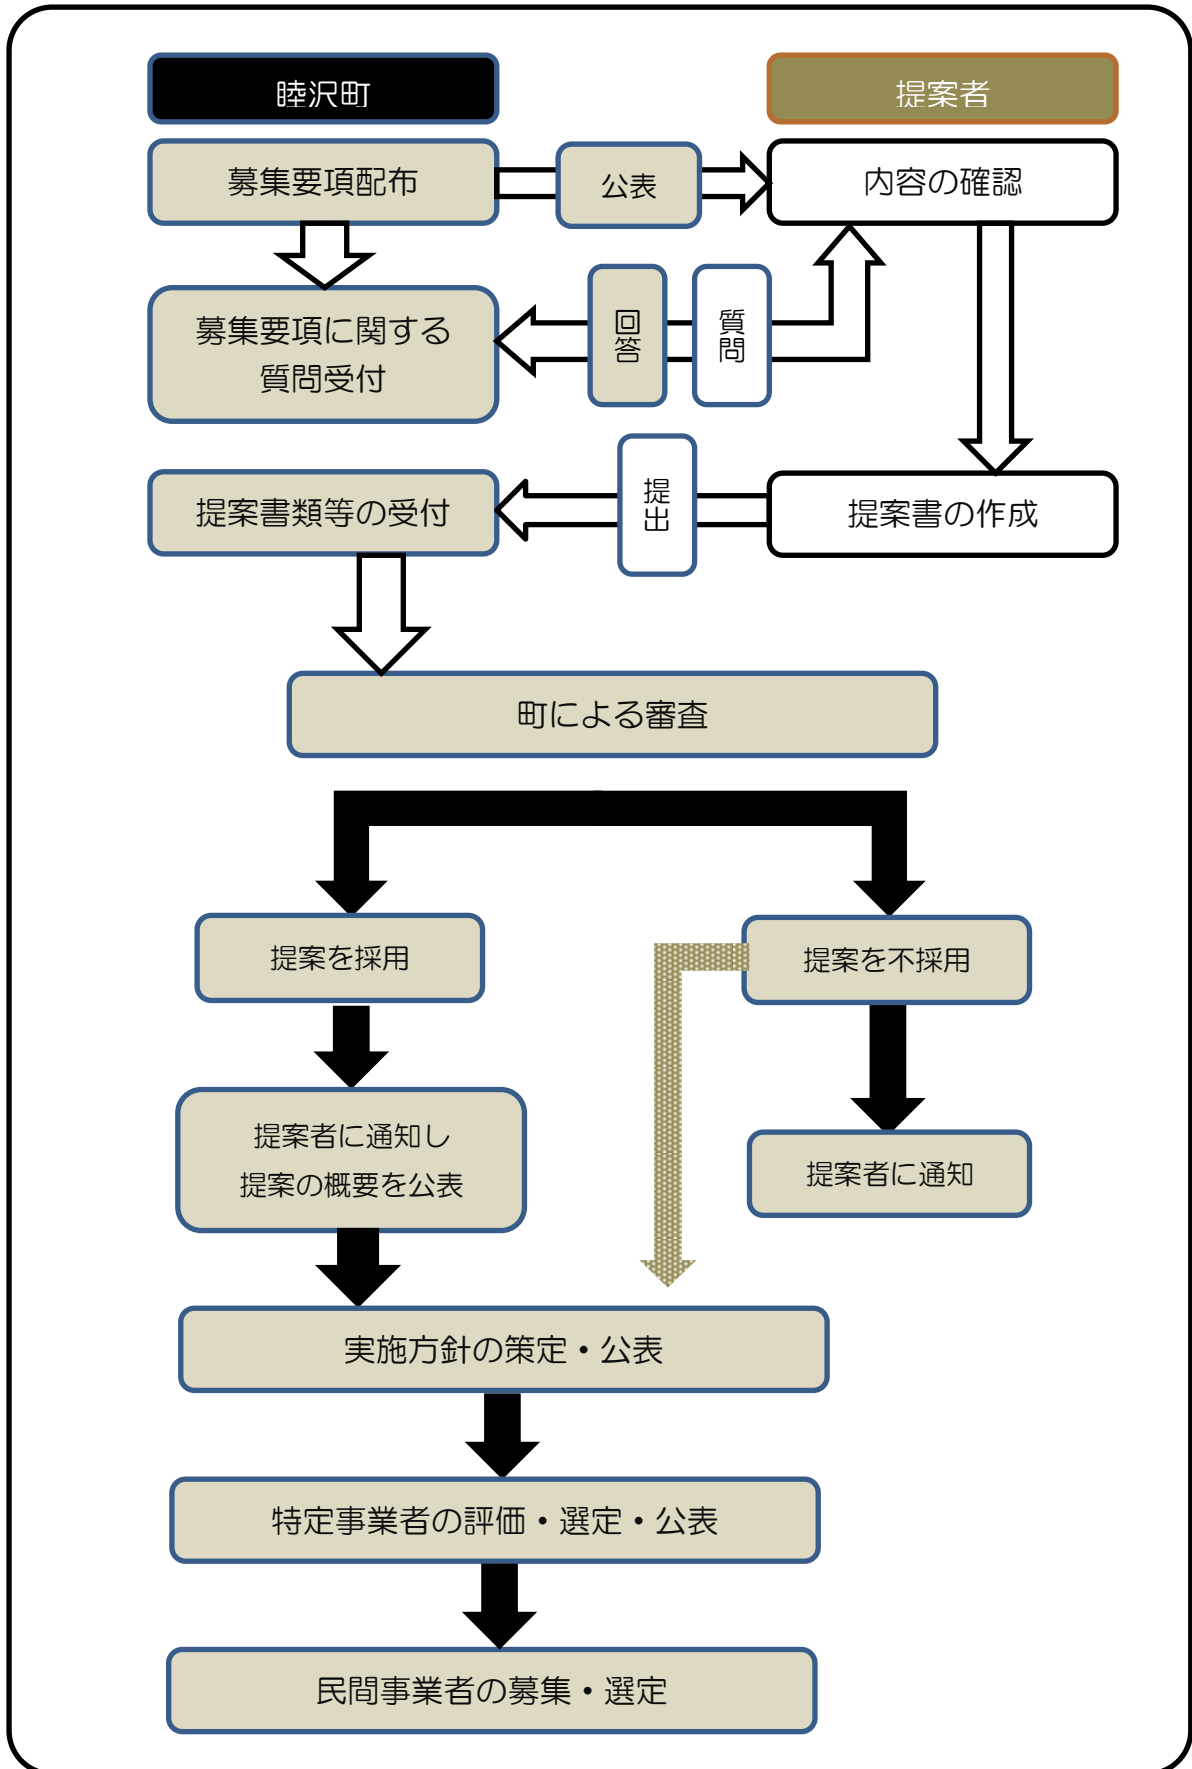 睦沢町
提案者
募集要項配布
公表
内容の確認
募集要項に関する
質問受付
回答
質問
提案書類等の受付
提出
提案書の作成
町による審査
提案を採用
提案を不採用
提案者に通知し
提案の概要を公表
提案者に通知
実施方針の策定・公表
特定事業者の評価・選定・公表
民間事業者の募集・選定